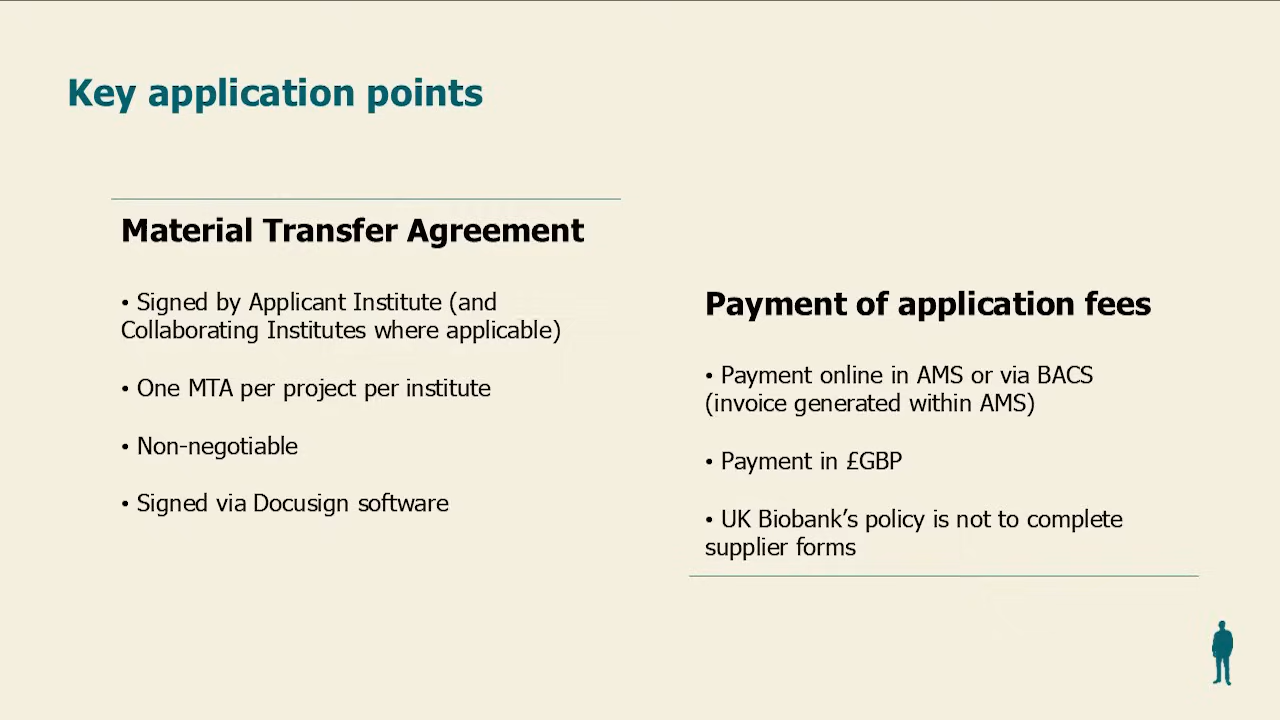 Key application points
Material Transfer Agreement
• Signed by Applicant Institute (and
Collaborating Institutes where applicable)
• One MTA per project per institute
• Non-negotiable
• Signed via Docusign software
Payment of application fees
• Payment online in AMS or via BACS
(invoice generated within AMS)
• Payment in £GBP
• UK Biobank’s policy is not to complete
supplier forms